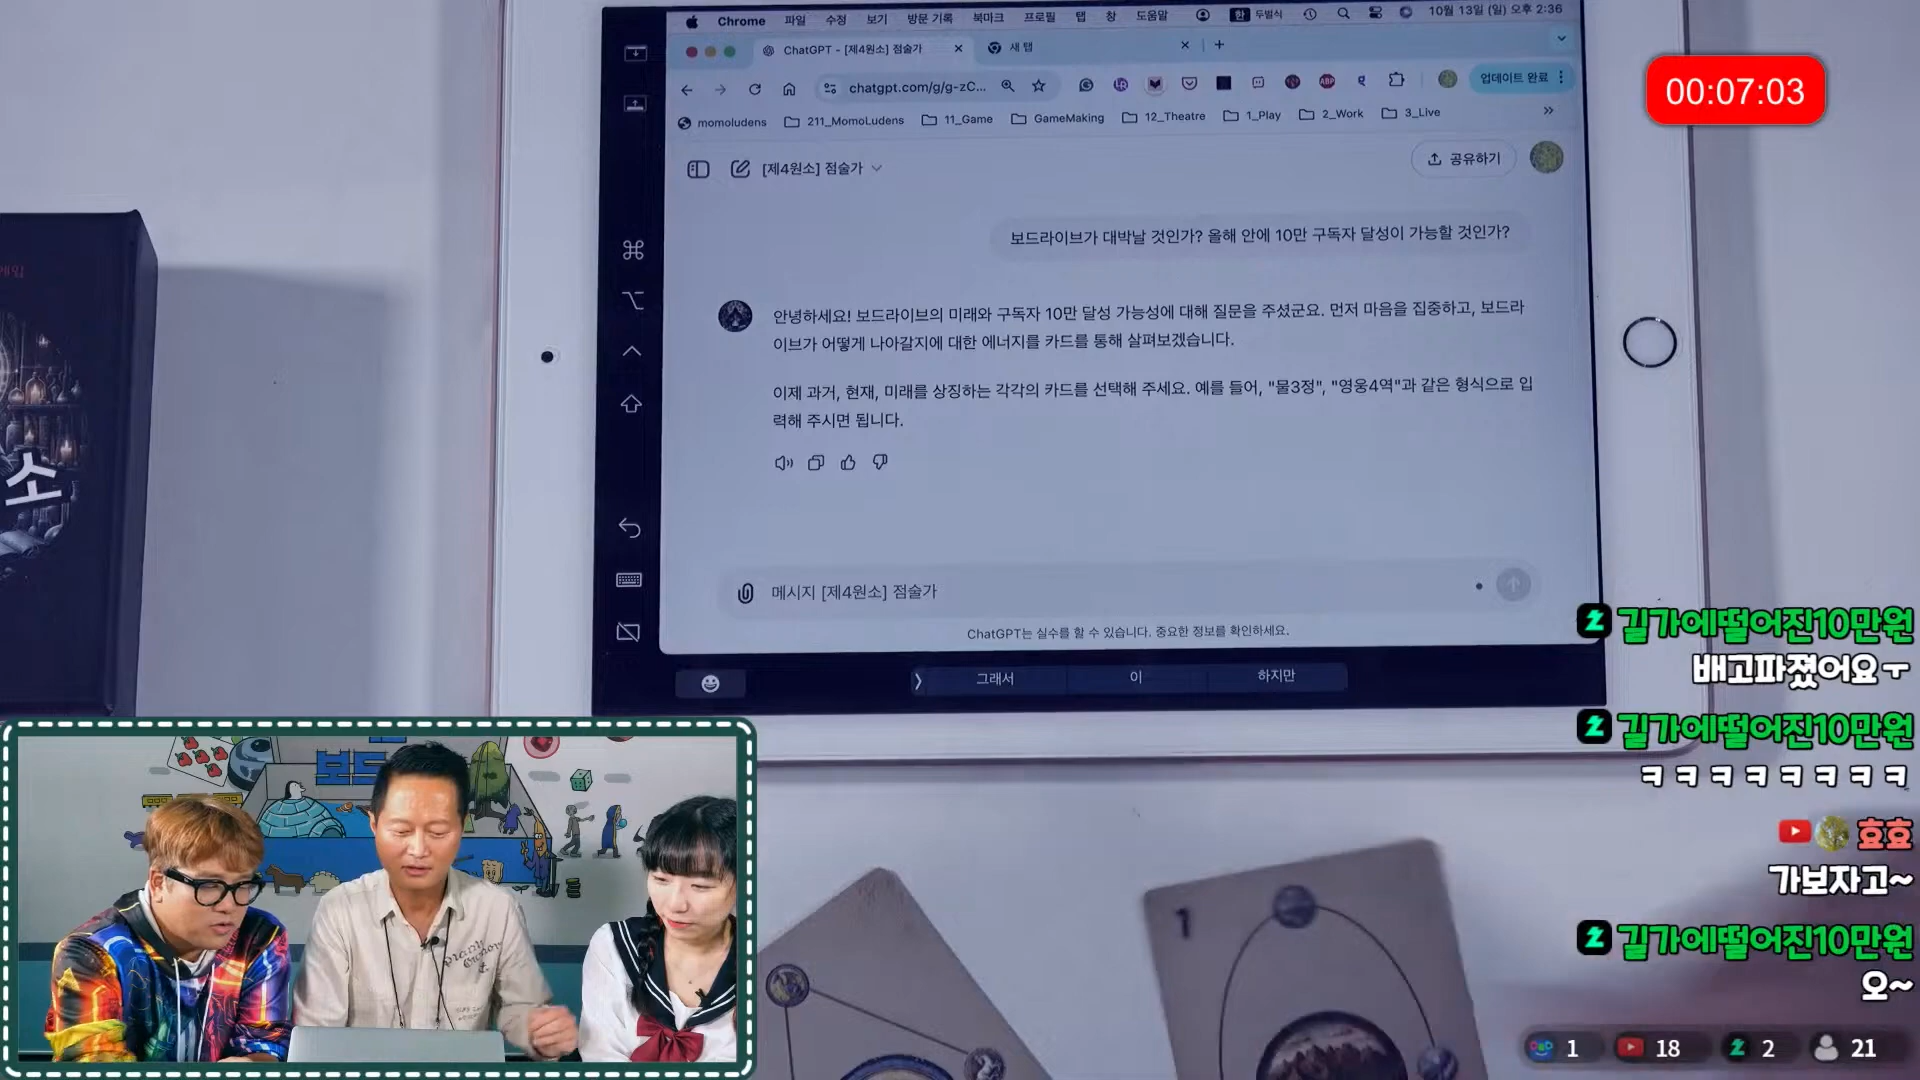 Chrome 파일 수정 보기 방문 기록 북마크 프로필 탭 창 도움말 한 두벌식 10월 13일 (일) 오후 2:36
ChatGPT - [제4원소] 점술가
새 탭
chatgpt.com/g/g-zC...
ABP
업데이트 완료
momoludens 211_MomoLudens 11_Game GameMaking 12_Theatre 1_Play 2_Work 3_Live
[제4원소] 점술가
공유하기
보드라이브가 대박날 것인가? 올해 안에 10만 구독자 달성이 가능할 것인가?
안녕하세요! 보드라이브의 미래와 구독자 10만 달성 가능성에 대해 질문을 주셨군요. 먼저 마음을 집중하고, 보드라
이브가 어떻게 나아갈지에 대한 에너지를 카드를 통해 살펴보겠습니다.
이제 과거, 현재, 미래를 상징하는 각각의 카드를 선택해 주세요. 예를 들어, "물3정", "영웅4역"과 같은 형식으로 입
력해 주시면 됩니다.
메시지 [제4원소] 점술가
ChatGPT는 실수를 할 수 있습니다. 중요한 정보를 확인하세요.
그래서 이 하지만
00:07:03
소
보드
1
길가에떨어진10만원
배고파졌어요ㅜ
길가에떨어진10만원
ㅋㅋㅋㅋㅋㅋㅋㅋ
효효
가보자고~
길가에떨어진10만원
오~
1 18 2 21